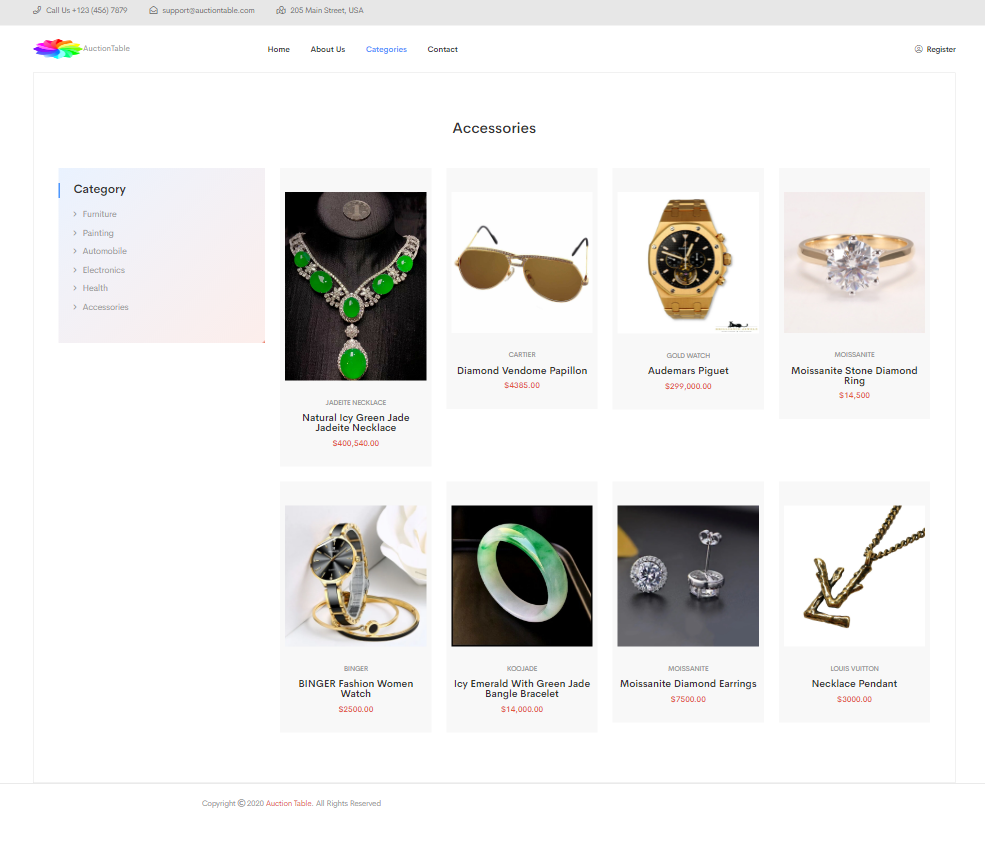 Call Us +123 (456) 7879
support@auctiontable.com
205 Main Street, USA
AuctionTable
Home
About Us
Categories
Contact
Register
Accessories
Category
Furniture
Painting
Automobile
Electronics
Health
Accessories
JADEITE NECKLACE
Natural Icy Green Jade
Jadeite Necklace
$400,540.00
CARTIER
Diamond Vendome Papillon
$4385.00
GOLD WATCH
Audemars Piguet
$299,000.00
MOISSANITE
Moissanite Stone Diamond
Ring
$14,500
BINGER
BINGER Fashion Women
Watch
$2500.00
KOOJADE
Icy Emerald With Green Jade
Bangle Bracelet
$14,000.00
MOISSANITE
Moissanite Diamond Earrings
$7500.00
LOUIS VUITTON
Necklace Pendant
$3000.00
Copyright © 2020 Auction Table. All Rights Reserved